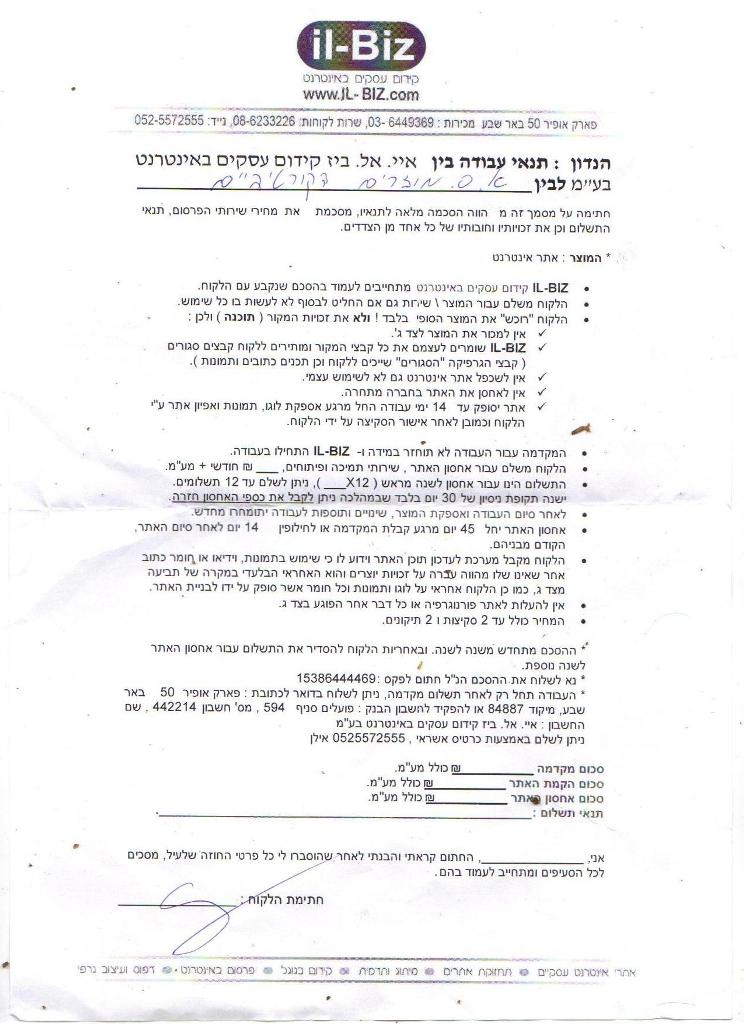 il-Biz
קידום עסקים באינטרנט
www.IL-BIZ.com
פארק אופיר 50 באר שבע מכירות : 03- 6449369, שרות לקוחות: 08-6233226, נייד: 052-5572555
הנדון : תנאי עבודה בין איי. אל. ביז קידום עסקים באינטרנט
בע"מ לבין א.ס. מוצרים דקורטיביים
חתימה על מסמך זה מ הווה הסכמה מלאה לתנאיו, מסכמת את מחירי שירותי הפרסום, תנאי
התשלום וכן את זכויותיו וחובותיו של כל אחד מן הצדדים.
* המוצר : אתר אינטרנט
• IL-BIZ קידום עסקים באינטרנט מתחייבים לעמוד בהסכם שנקבע עם הלקוח.
• הלקוח משלם עבור המוצר \ שירות גם אם החליט לבסוף לא לעשות בו כל שימוש.
• הלקוח "רוכש" את המוצר הסופי בלבד ! ולא את זכויות המקור ( תוכנה ) ולכן :
✓ אין למכור את המוצר לצד ג'.
✓ IL-BIZ שומרים לעצמם את כל קבצי המקור ומותירים ללקוח קבצים סגורים
( קבצי הגרפיקה "הסגורים" שייכים ללקוח וכן תכנים כתובים ותמונות ).
✓ אין לשכפל אתר אינטרנט גם לא לשימוש עצמי.
✓ אין לאחסן את האתר בחברה מתחרה.
✓ אתר יסופק עד 14 ימי עבודה החל מרגע אספקת לוגו, תמונות ואפיון אתר ע"י
הלקוח וכמובן לאחר אישור הסקיצה על ידי הלקוח.
• המקדמה עבור העבודה לא תוחזר במידה ו- IL-BIZ התחילו בעבודה.
• הלקוח משלם עבור אחסון האתר , שירותי תמיכה ופיתוחים, ____ ₪ חודשי + מע"מ.
• התשלום הינו עבור אחסון לשנה מראש ( X12___ ), ניתן לשלם עד 12 תשלומים.
ישנה תקופת ניסיון של 30 יום בלבד שבמהלכה ניתן לקבל את כספי האחסון חזרה.
• לאחר סיום העבודה ואספקת המוצר, שינויים ותוספות לעבודה יתומחרו מחדש.
• אחסון האתר יחל 45 יום מרגע קבלת המקדמה או לחילופין 14 יום לאחר סיום האתר,
הקודם מבניהם.
• הלקוח מקבל מערכת לעדכון תוכן האתר וידוע לו כי שימוש בתמונות, וידיאו או חומר כתוב
אחר שאינו שלו מהווה עברה על זכויות יוצרים והוא האחראי הבלעדי במקרה של תביעה
מצד ג, כמו כן הלקוח אחראי על לוגו ותמונות וכל חומר אשר סופק על ידו לבניית האתר.
• אין להעלות לאתר פורנוגרפיה או כל דבר אחר הפוגע בצד ג.
• המחיר כולל עד 2 סקיצות ו 2 תיקונים.
* ההסכם מתחדש משנה לשנה. ובאחריות הלקוח להסדיר את התשלום עבור אחסון האתר
לשנה נוספת.
* נא לשלוח את ההסכם הנ"ל חתום לפקס : 15386444469
* העבודה תחל רק לאחר תשלום מקדמה, ניתן לשלוח בדואר לכתובת : פארק אופיר 50 באר
שבע, מיקוד 84887 או להפקיד לחשבון הבנק : פועלים סניף 594 , מס' חשבון 442214 , שם
החשבון : איי. אל. ביז קידום עסקים באינטרנט בע"מ
ניתן לשלם באמצעות כרטיס אשראי , 0525572555 אילן
סכום מקדמה __________ ₪ כולל מע"מ.
סכום הקמת האתר __________ ₪ כולל מע"מ.
סכום אחסון האתר __________ ₪ כולל מע"מ.
תנאי תשלום : ______________________________.
אני, ______________, החתום קראתי והבנתי לאחר שהוסברו לי כל פרטי החוזה שלעיל, מסכים
לכל הסעיפים ומתחייב לעמוד בהם.
חתימת הלקוח : ______________
אתרי אינטרנט עסקיים • תחזוקת אתרים • מיתוג ותדמית • קידום בגוגל • פרסום באינטרנט • דפוס ועיצוב גרפי